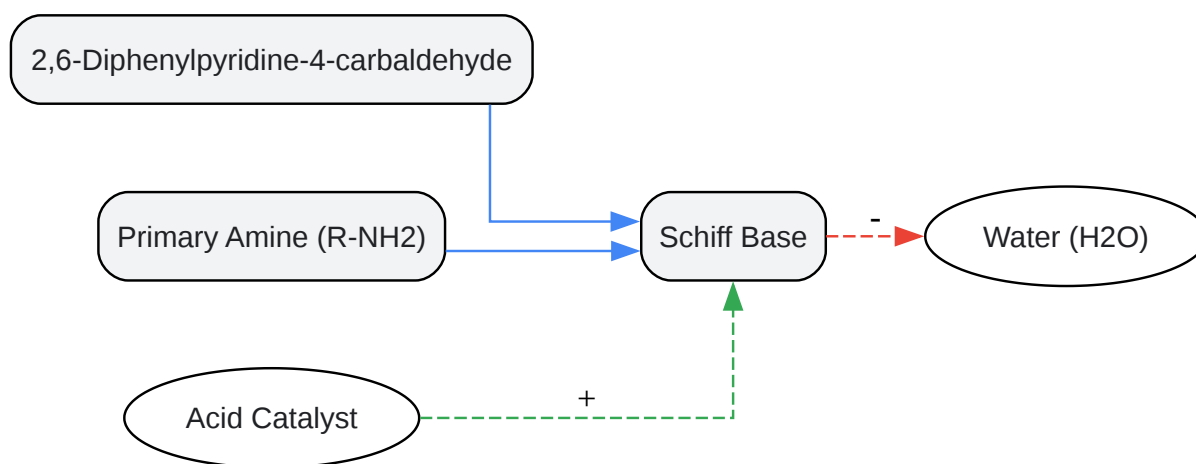 2,6-Diphenylpyridine-4-carbaldehyde
Primary Amine (R-NH2)
Schiff Base
-
Water (H2O)
Acid Catalyst
+